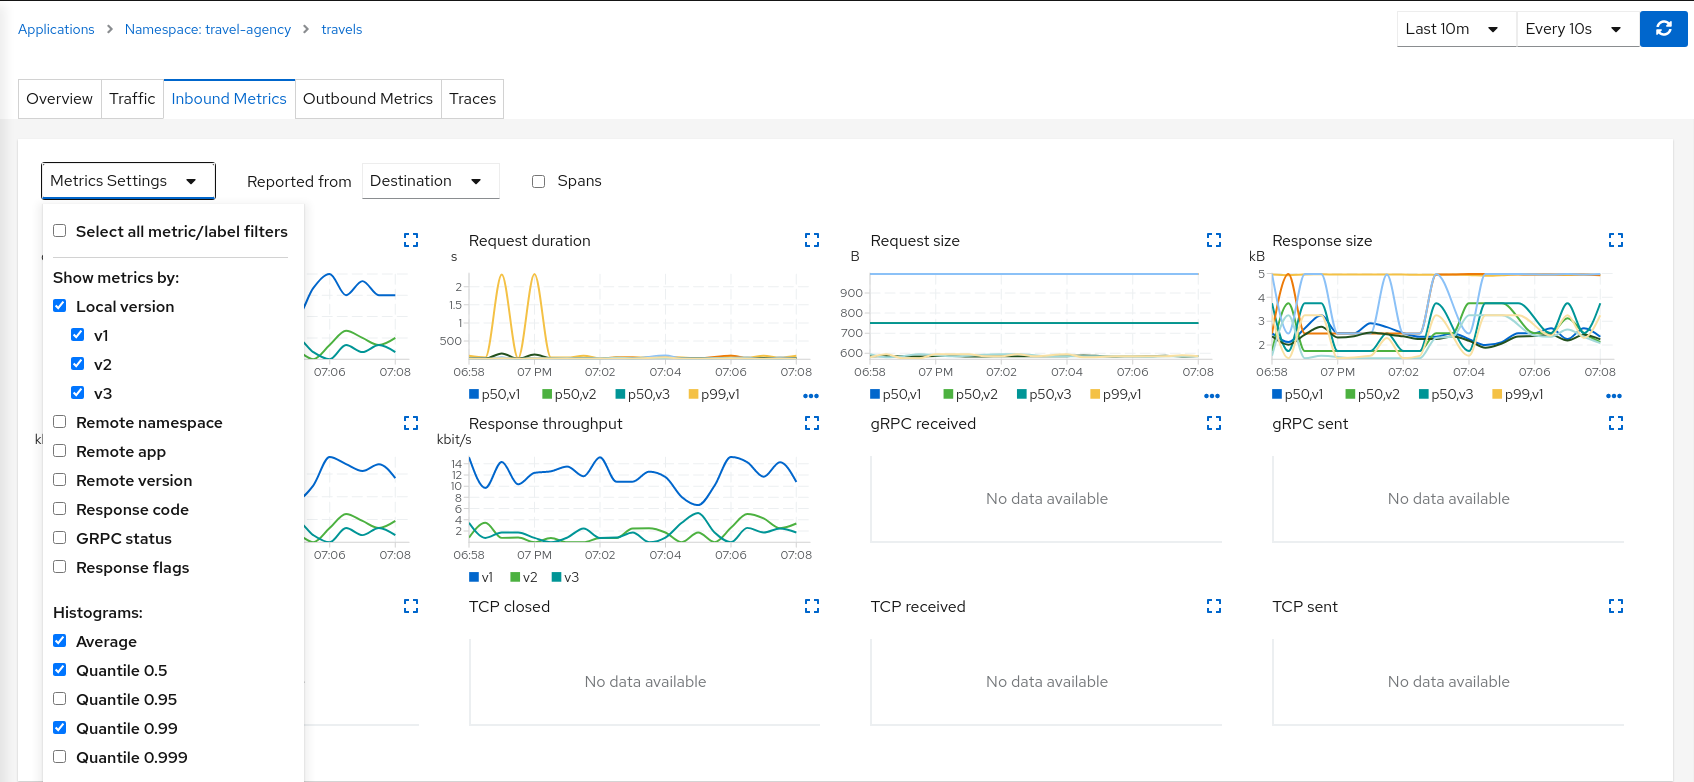 Applications > Namespace: travel-agency > travels
Last 10m Every 10s
Overview Traffic Inbound Metrics Outbound Metrics Traces
Metrics Settings Reported from Destination Spans
Select all metric/label filters
Show metrics by:
Local version
v1
v2
v3
Remote namespace
Remote app
Remote version
Response code
GRPC status
Response flags
Histograms:
Average
Quantile 0.5
Quantile 0.95
Quantile 0.99
Quantile 0.999
07:06 07:08
Request duration
s
2
1.5
1
500
06:58 07 PM 07:02 07:04 07:06 07:08
p50,v1 p50,v2 p50,v3 p99,v1
Request size
B
900
800
700
600
06:58 07 PM 07:02 07:04 07:06 07:08
p50,v1 p50,v2 p50,v3 p99,v1
Response size
kB
5
4
3
2
06:58 07 PM 07:02 07:04 07:06 07:08
p50,v1 p50,v2 p50,v3 p99,v1
07:06 07:08
Response throughput
kbit/s
14
12
10
8
6
4
2
06:58 07 PM 07:02 07:04 07:06 07:08
v1 v2 v3
gRPC received
No data available
gRPC sent
No data available
TCP closed
No data available
TCP received
No data available
TCP sent
No data available